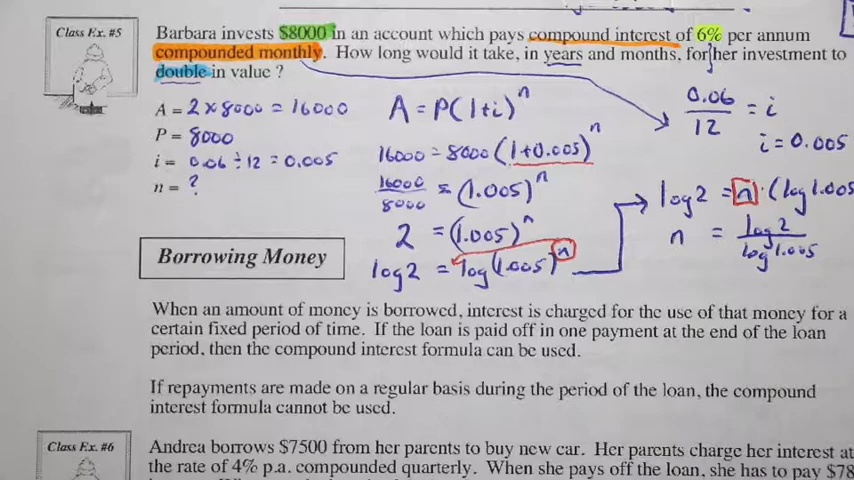 Class Ex. #5
Barbara invests $8000 in an account which pays compound interest of 6% per annum
compounded monthly. How long would it take, in years and months, for her investment to
double in value ?
A = 2 × 8000 = 16000
P = 8000
i = 0.06 ÷ 12 = 0.005
n = ?
A = P(1+i)^n
16000 = 8000(1+0.005)^n
16000/8000 = (1.005)^n
2 = (1.005)^n
log2 = log(1.005)^n
0.06/12 = i
i = 0.005
log2 = n·(log1.005
n = log2/log1.005
Borrowing Money
When an amount of money is borrowed, interest is charged for the use of that money for a
certain fixed period of time. If the loan is paid off in one payment at the end of the loan
period, then the compound interest formula can be used.
If repayments are made on a regular basis during the period of the loan, the compound
interest formula cannot be used.
Class Ex. #6
Andrea borrows $7500 from her parents to buy new car. Her parents charge her interest at
the rate of 4% p.a. compounded quarterly. When she pays off the loan, she has to pay $78